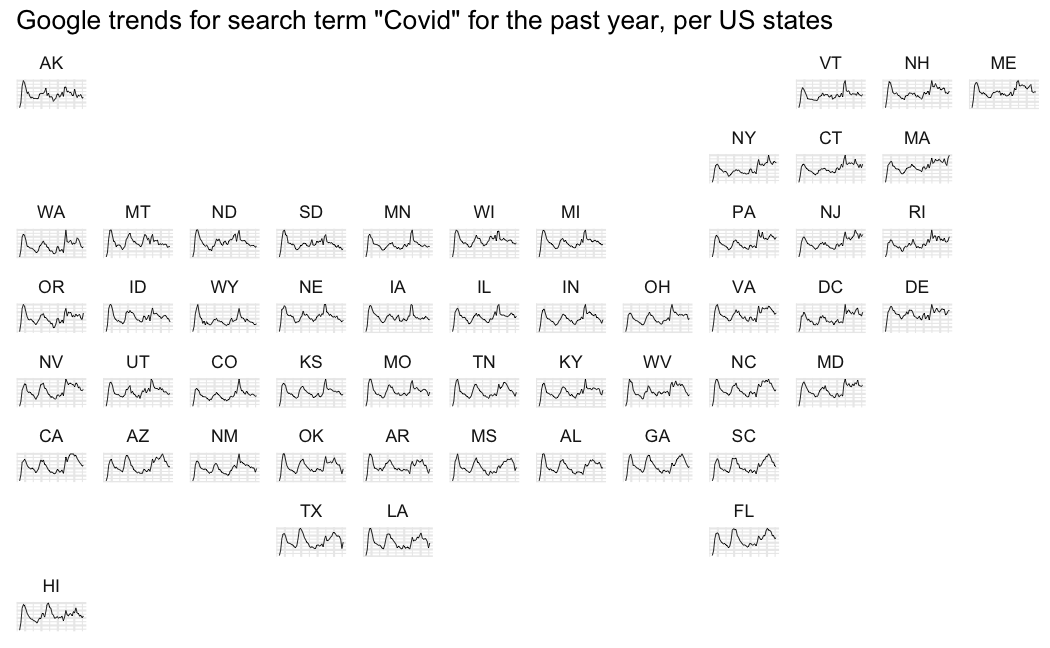 Google trends for search term "Covid" for the past year, per US states
AK VT NH ME
NY CT MA
WA MT ND SD MN WI MI PA NJ RI
OR ID WY NE IA IL IN OH VA DC DE
NV UT CO KS MO TN KY WV NC MD
CA AZ NM OK AR MS AL GA SC
TX LA FL
HI